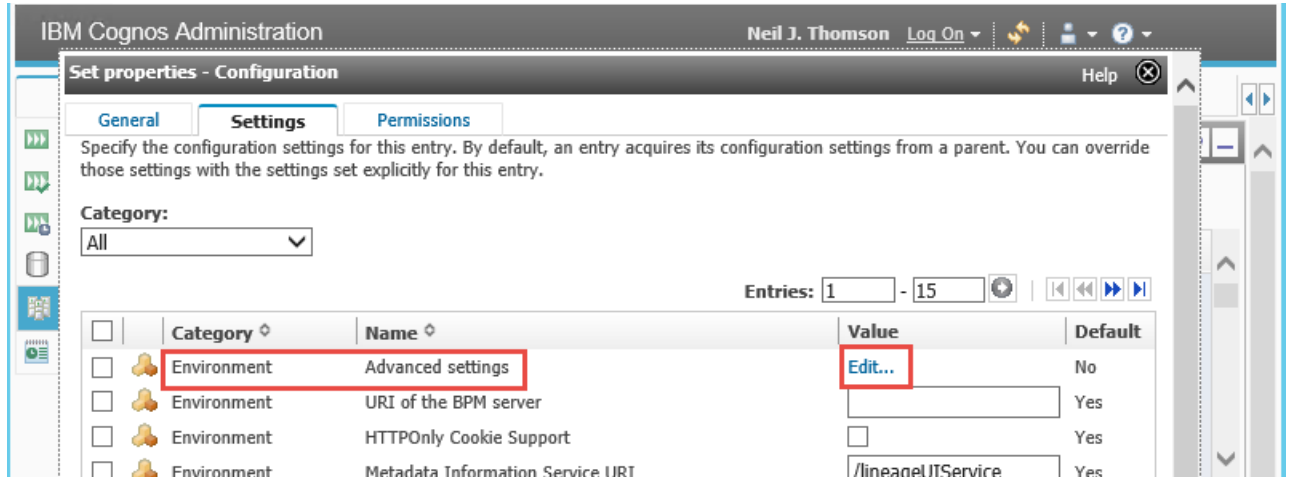 IBM Cognos Administration
Neil J. Thomson Log On
Set properties - Configuration
Help
General Settings Permissions
Specify the configuration settings for this entry. By default, an entry acquires its configuration settings from a parent. You can override
those settings with the settings set explicitly for this entry.
Category:
All
Entries: 1 - 15
Category Name Value Default
Environment Advanced settings Edit... No
Environment URI of the BPM server Yes
Environment HTTPOnly Cookie Support Yes
Environment Metadata Information Service URI /lineageUIService Yes